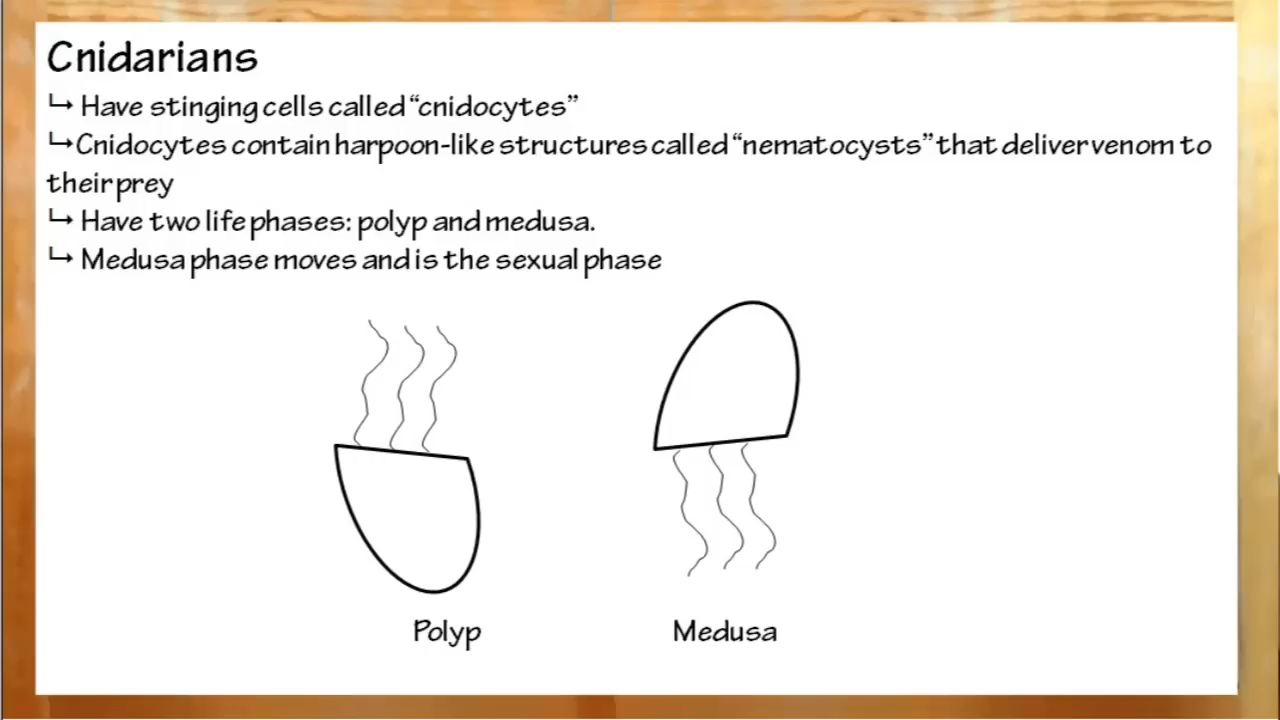 Cnidarians
↳ Have stinging cells called “cnidocytes”
↳Cnidocytes contain harpoon-like structures called “nematocysts” that deliver venom to
their prey
↳ Have two life phases: polyp and medusa.
↳ Medusa phase moves and is the sexual phase
Polyp
Medusa